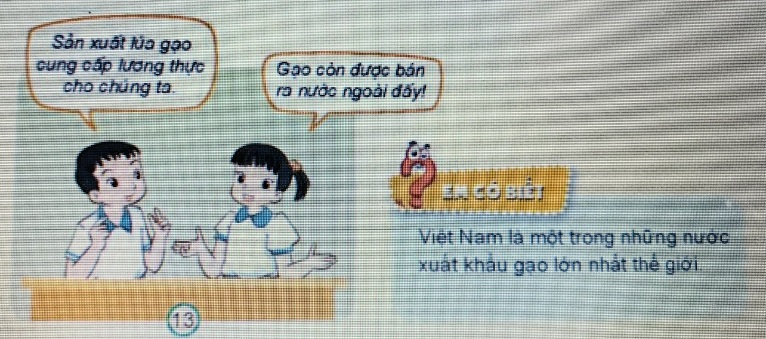 Sản xuất lúa gạo
cung cấp lương thực
cho chúng ta.
Gạo còn được bán
ra nước ngoài đấy!
EM CÓ BIẾT
Việt Nam là một trong những nước
xuất khẩu gạo lớn nhất thế giới.
13